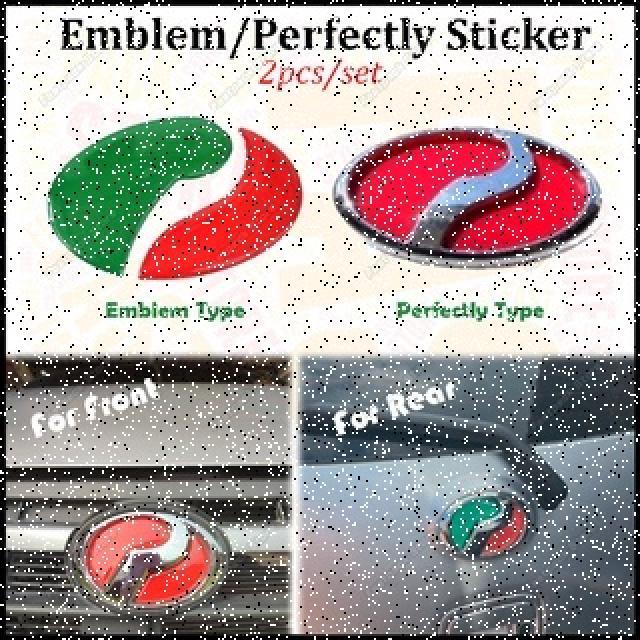 Emblem/Perfectly Sticker
2pcs/set
Emblem Type
Perfectly Type
For Front
For Rear